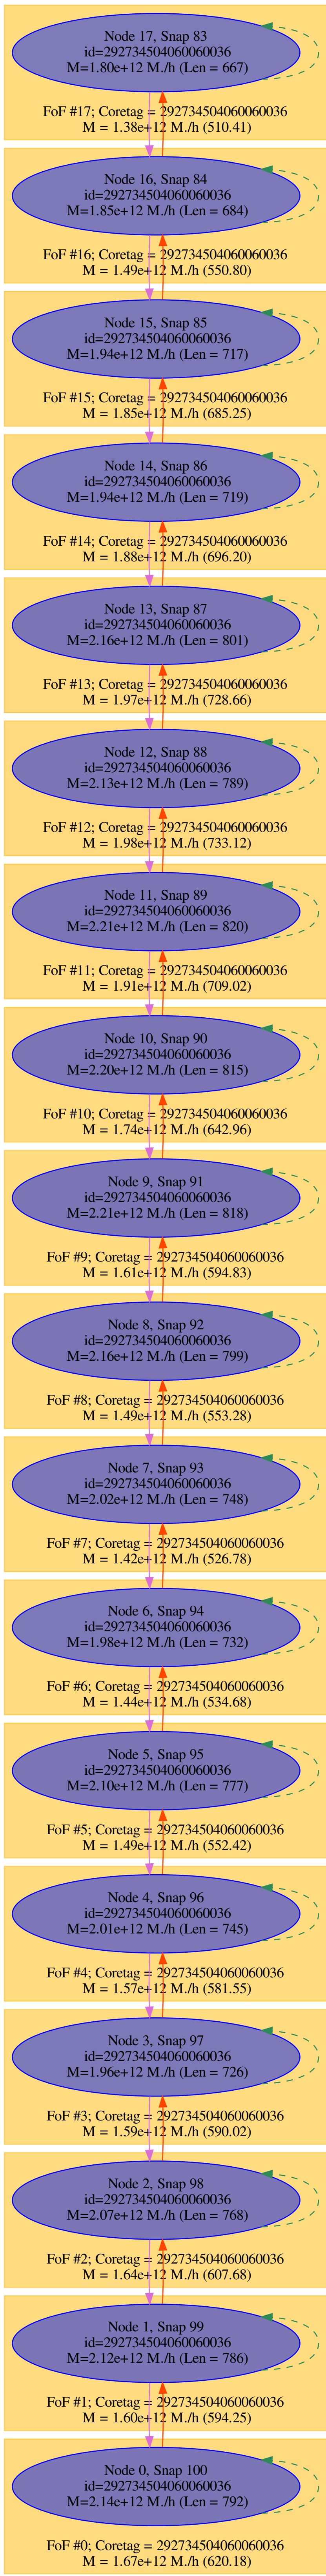 Node 17, Snap 83
id=292734504060060036
M=1.80e+12 M./h (Len = 667)
FoF #17; Coretag = 292734504060060036
M = 1.38e+12 M./h (510.41)
Node 16, Snap 84
id=292734504060060036
M=1.85e+12 M./h (Len = 684)
FoF #16; Coretag = 292734504060060036
M = 1.49e+12 M./h (550.80)
Node 15, Snap 85
id=292734504060060036
M=1.94e+12 M./h (Len = 717)
FoF #15; Coretag = 292734504060060036
M = 1.85e+12 M./h (685.25)
Node 14, Snap 86
id=292734504060060036
M=1.94e+12 M./h (Len = 719)
FoF #14; Coretag = 292734504060060036
M = 1.88e+12 M./h (696.20)
Node 13, Snap 87
id=292734504060060036
M=2.16e+12 M./h (Len = 801)
FoF #13; Coretag = 292734504060060036
M = 1.97e+12 M./h (728.66)
Node 12, Snap 88
id=292734504060060036
M=2.13e+12 M./h (Len = 789)
FoF #12; Coretag = 292734504060060036
M = 1.98e+12 M./h (733.12)
Node 11, Snap 89
id=292734504060060036
M=2.21e+12 M./h (Len = 820)
FoF #11; Coretag = 292734504060060036
M = 1.91e+12 M./h (709.02)
Node 10, Snap 90
id=292734504060060036
M=2.20e+12 M./h (Len = 815)
FoF #10; Coretag = 292734504060060036
M = 1.74e+12 M./h (642.96)
Node 9, Snap 91
id=292734504060060036
M=2.21e+12 M./h (Len = 818)
FoF #9; Coretag = 292734504060060036
M = 1.61e+12 M./h (594.83)
Node 8, Snap 92
id=292734504060060036
M=2.16e+12 M./h (Len = 799)
FoF #8; Coretag = 292734504060060036
M = 1.49e+12 M./h (553.28)
Node 7, Snap 93
id=292734504060060036
M=2.02e+12 M./h (Len = 748)
FoF #7; Coretag = 292734504060060036
M = 1.42e+12 M./h (526.78)
Node 6, Snap 94
id=292734504060060036
M=1.98e+12 M./h (Len = 732)
FoF #6; Coretag = 292734504060060036
M = 1.44e+12 M./h (534.68)
Node 5, Snap 95
id=292734504060060036
M=2.10e+12 M./h (Len = 777)
FoF #5; Coretag = 292734504060060036
M = 1.49e+12 M./h (552.42)
Node 4, Snap 96
id=292734504060060036
M=2.01e+12 M./h (Len = 745)
FoF #4; Coretag = 292734504060060036
M = 1.57e+12 M./h (581.55)
Node 3, Snap 97
id=292734504060060036
M=1.96e+12 M./h (Len = 726)
FoF #3; Coretag = 292734504060060036
M = 1.59e+12 M./h (590.02)
Node 2, Snap 98
id=292734504060060036
M=2.07e+12 M./h (Len = 768)
FoF #2; Coretag = 292734504060060036
M = 1.64e+12 M./h (607.68)
Node 1, Snap 99
id=292734504060060036
M=2.12e+12 M./h (Len = 786)
FoF #1; Coretag = 292734504060060036
M = 1.60e+12 M./h (594.25)
Node 0, Snap 100
id=292734504060060036
M=2.14e+12 M./h (Len = 792)
FoF #0; Coretag = 292734504060060036
M = 1.67e+12 M./h (620.18)